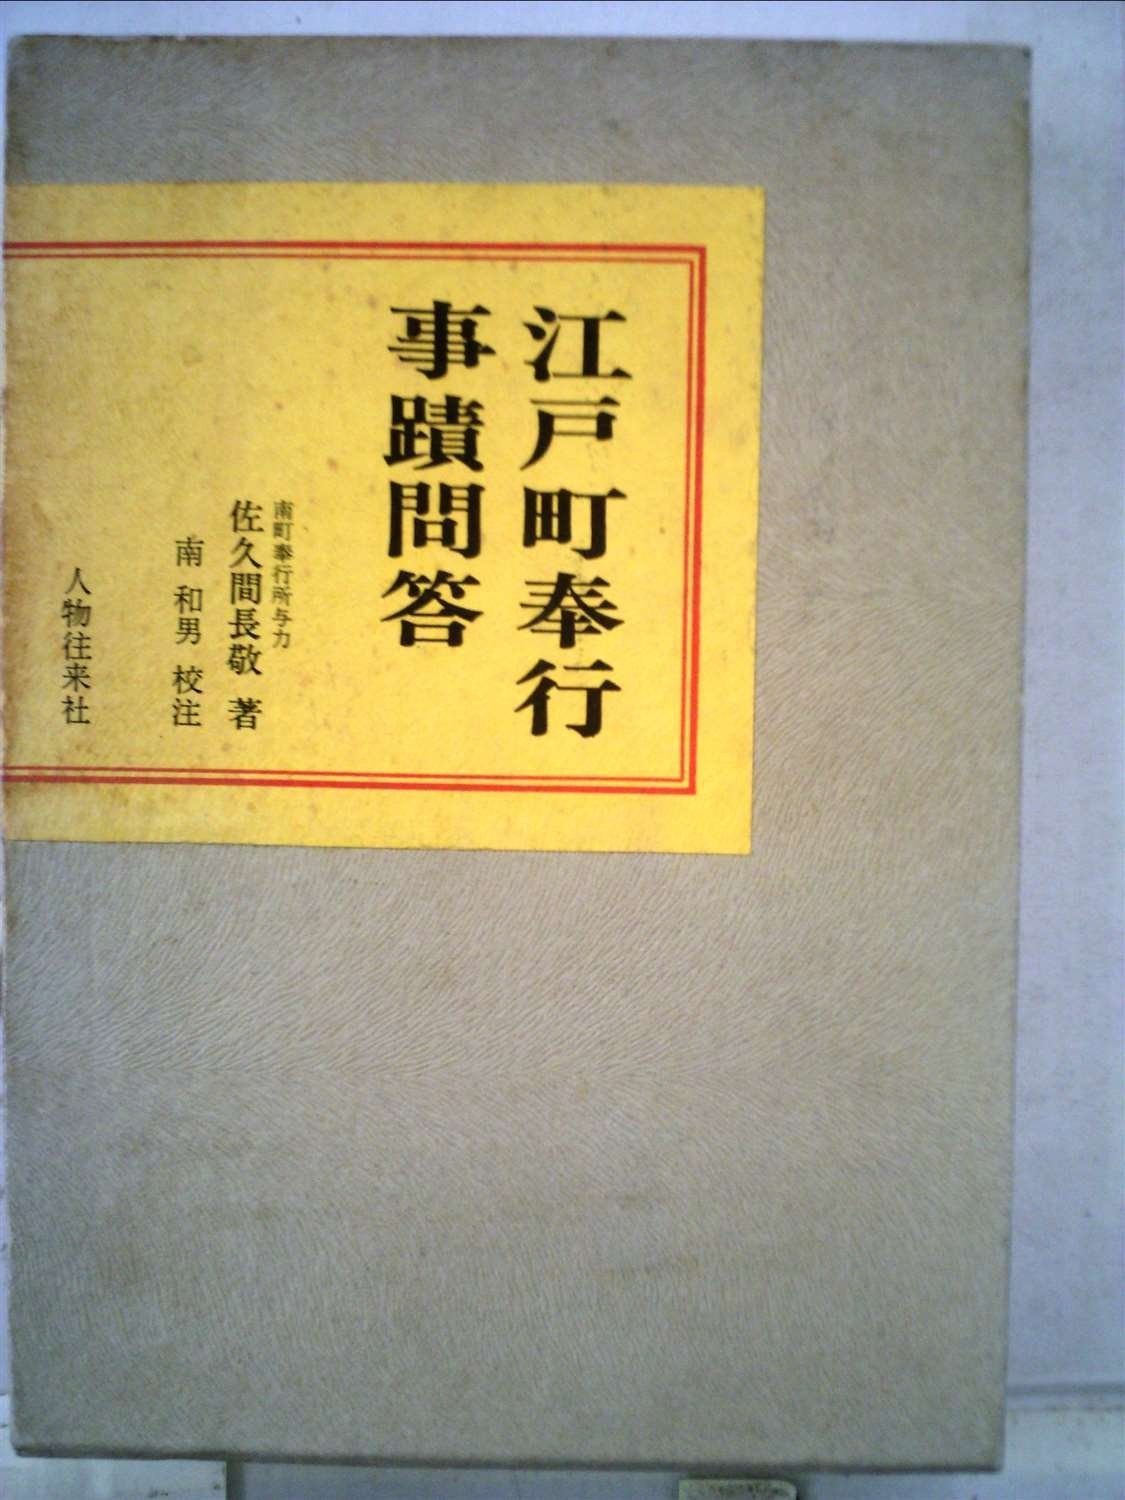 江戸町奉行
事蹟問答
南町奉行所与力
佐久間長敬 著
南 和男 校注
人物往来社